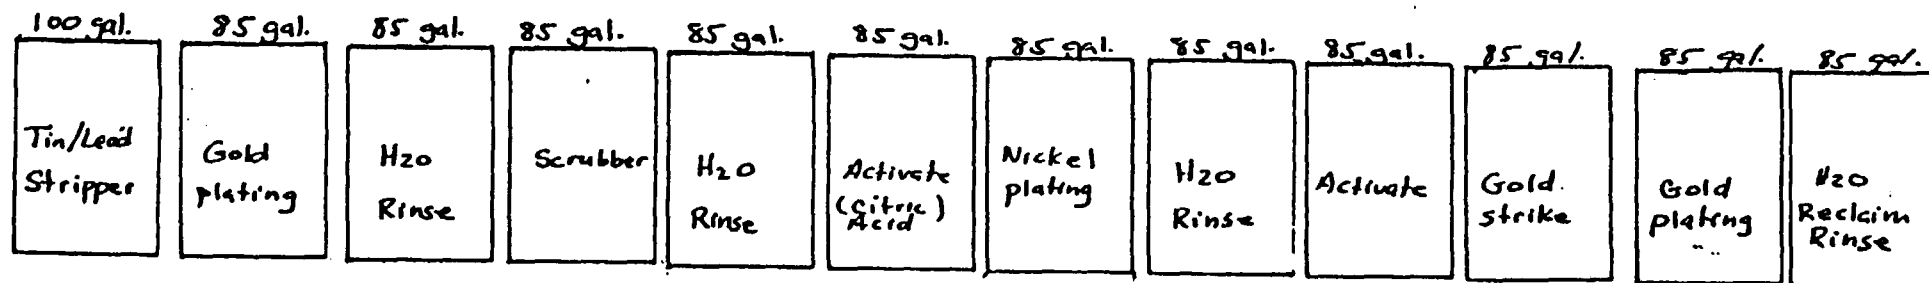 100 gal.
85 gal.
85 gal.
85 gal.
85 gal.
85 gal.
85 gal.
85 gal.
85 gal.
85 gal.
85 gal.
85 gal.
Tin/Lead
Stripper
Gold
plating
H2O
Rinse
Scrubber
H2O
Rinse
Activate
(Citric)
Acid
Nickel
plating
H2O
Rinse
Activate
Gold
strike
Gold
plating
H2O
Reclaim
Rinse